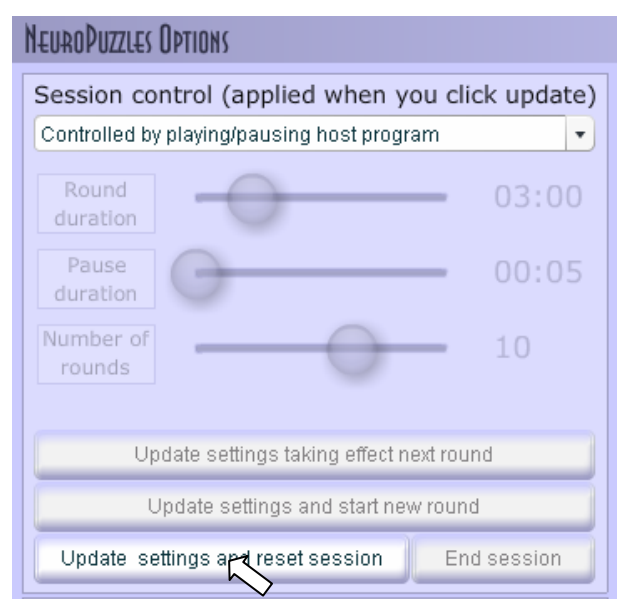 NeuroPuzzles Options
Session control (applied when you click update)
Controlled by playing/pausing host program
Round
duration
03:00
Pause
duration
00:05
Number of
rounds
10
Update settings taking effect next round
Update settings and start new round
Update settings and reset session
End session